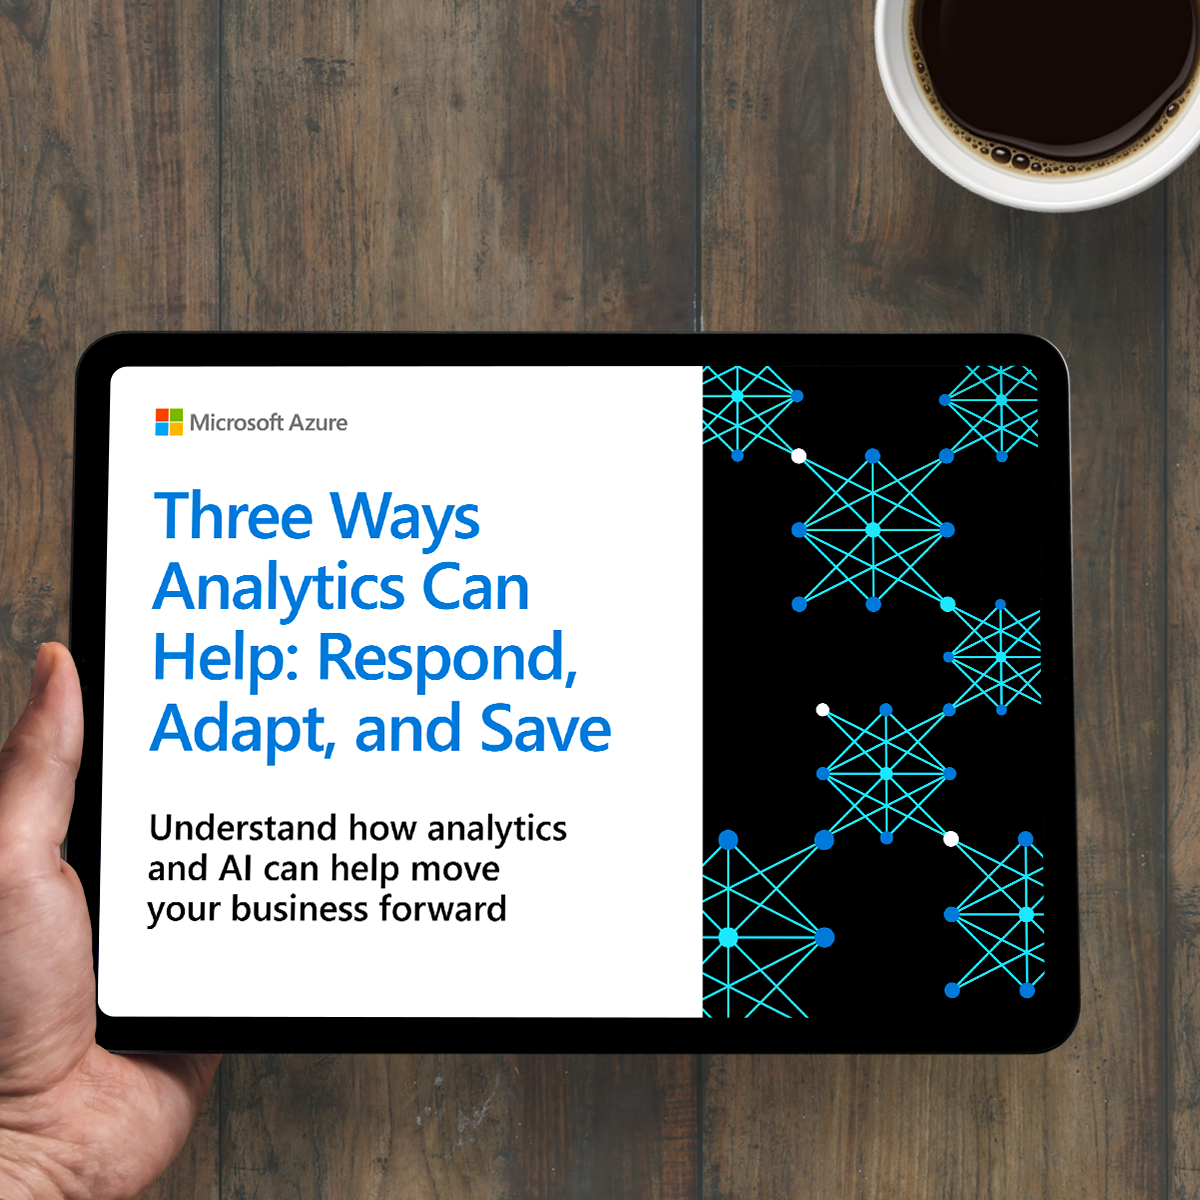 Microsoft Azure
Three Ways
Analytics Can
Help: Respond,
Adapt, and Save
Understand how analytics
and AI can help move
your business forward